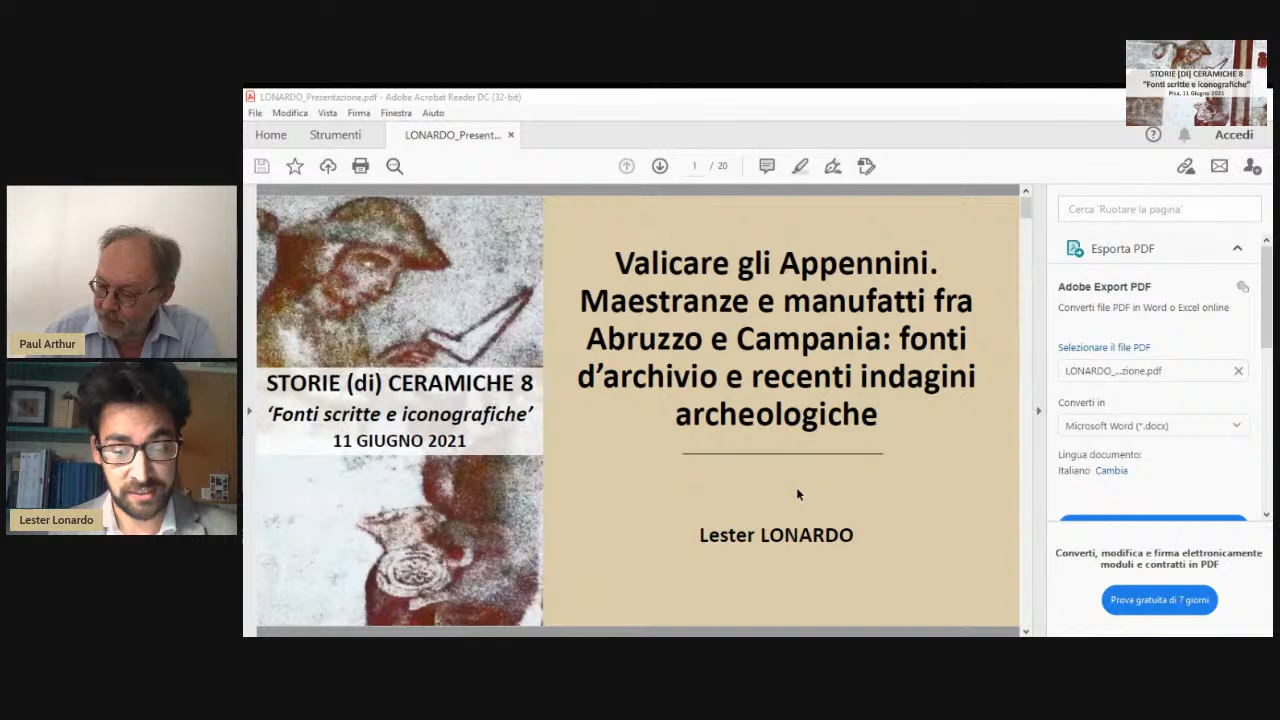 STORIE [DI] CERAMICHE 8
"Fonti scritte e iconografiche"
Pisa, 11 Giugno 2021
LONARDO_Presentazione.pdf - Adobe Acrobat Reader DC (32-bit)
File Modifica Vista Firma Finestra Aiuto
Home Strumenti LONARDO_Present... ×
Accedi
1 / 20
Cerca 'Ruotare la pagina'
Esporta PDF
Adobe Export PDF
Converti file PDF in Word o Excel online
Selezionare il file PDF
LONARDO_...zione.pdf
Converti in
Microsoft Word (*.docx)
Lingua documento:
Italiano Cambia
Converti, modifica e firma elettronicamente
moduli e contratti in PDF
Prova gratuita di 7 giorni
Paul Arthur
Lester Lonardo
STORIE (di) CERAMICHE 8
‘Fonti scritte e iconografiche’
11 GIUGNO 2021
Valicare gli Appennini.
Maestranze e manufatti fra
Abruzzo e Campania: fonti
d’archivio e recenti indagini
archeologiche
Lester LONARDO